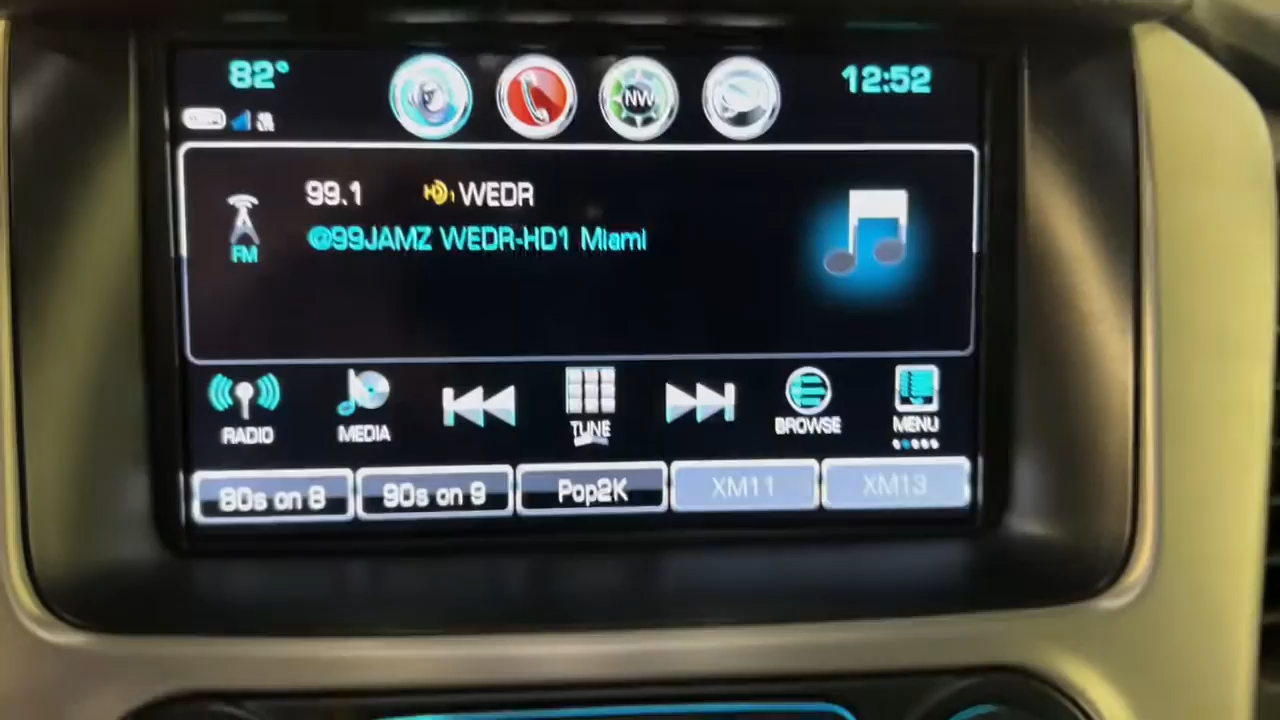 82°
NW
12:52
99.1 HD1 WEDR
@99JAMZ WEDR-HD1 Miami
FM
RADIO
MEDIA
TUNE
BROWSE
MENU
80s on 8
90s on 9
Pop2K
XM11
XM13